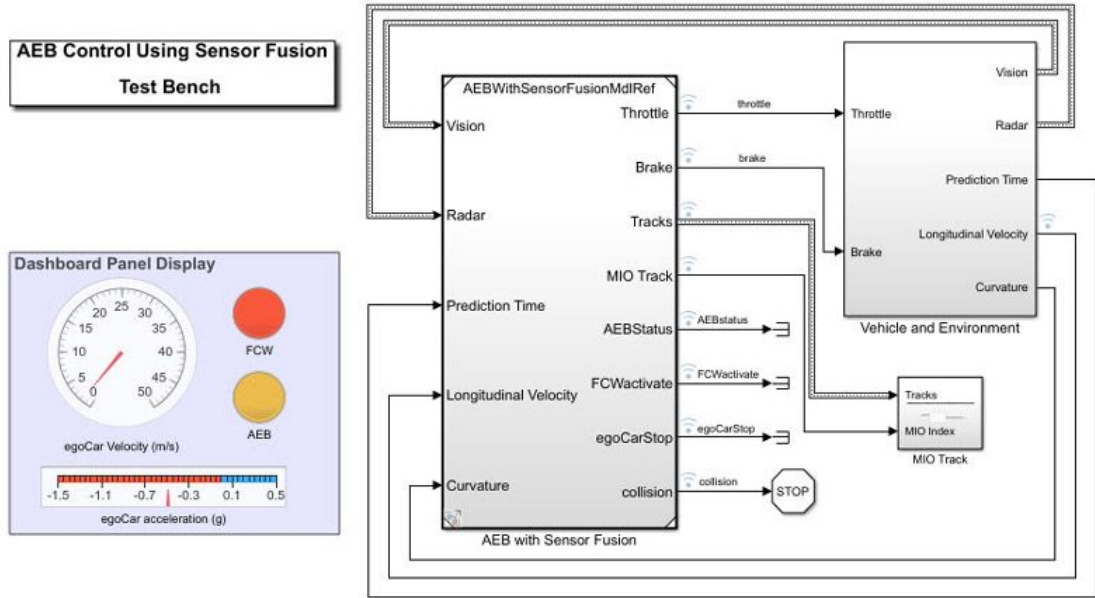 AEB Control Using Sensor Fusion
Test Bench
Dashboard Panel Display
0
5
10
15
20
25
30
35
40
45
50
egoCar Velocity (m/s)
FCW
AEB
-1.5 -1.1 -0.7 -0.3 0.1 0.5
egoCar acceleration (g)
AEBWithSensorFusionMdlRef
Vision
Radar
Prediction Time
Longitudinal Velocity
Curvature
Throttle
Brake
Tracks
MIO Track
AEBStatus
FCWactivate
egoCarStop
collision
AEB with Sensor Fusion
throttle
brake
AEBstatus
FCWactivate
egoCarStop
collision
STOP
Throttle
Brake
Vision
Radar
Prediction Time
Longitudinal Velocity
Curvature
Vehicle and Environment
Tracks
MIO Index
MIO Track